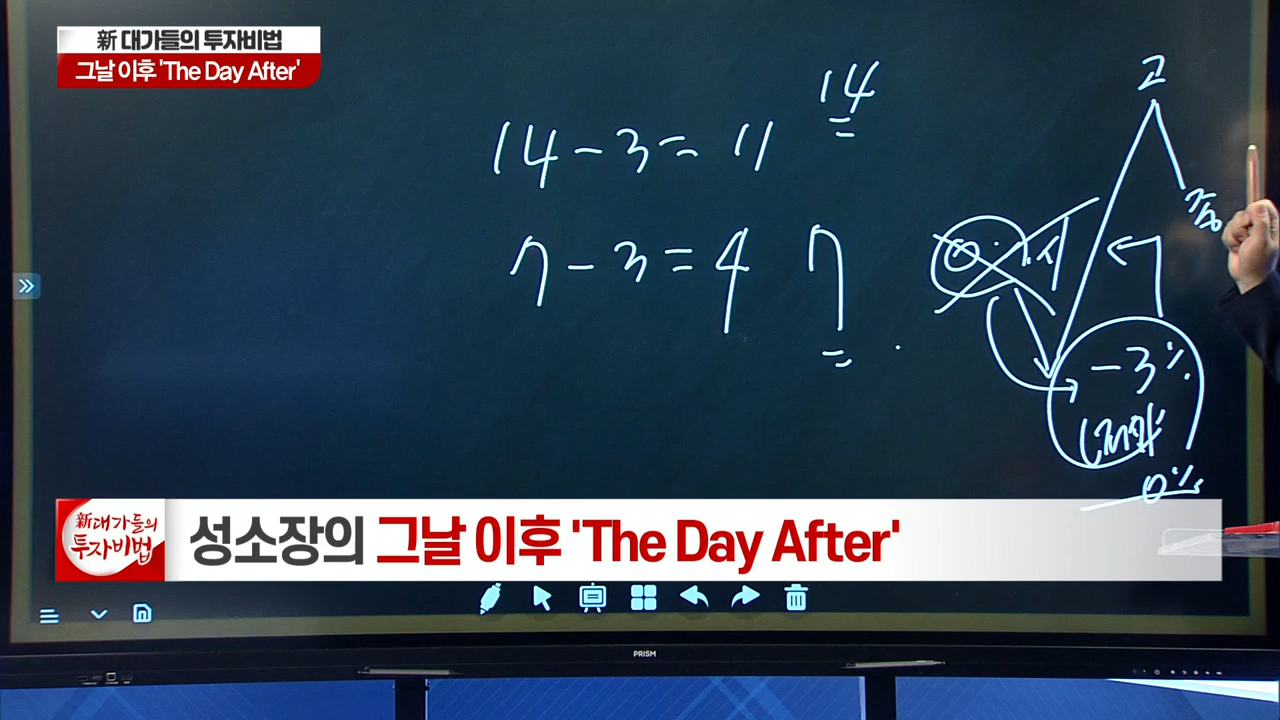 新 대가들의 투자비법
그날 이후 'The Day After'
14
14-3= 11
7-3=4 7
고
중
-3%
0%
新 대가들의
투자비법
성소장의 그날 이후 'The Day After'
PRISM